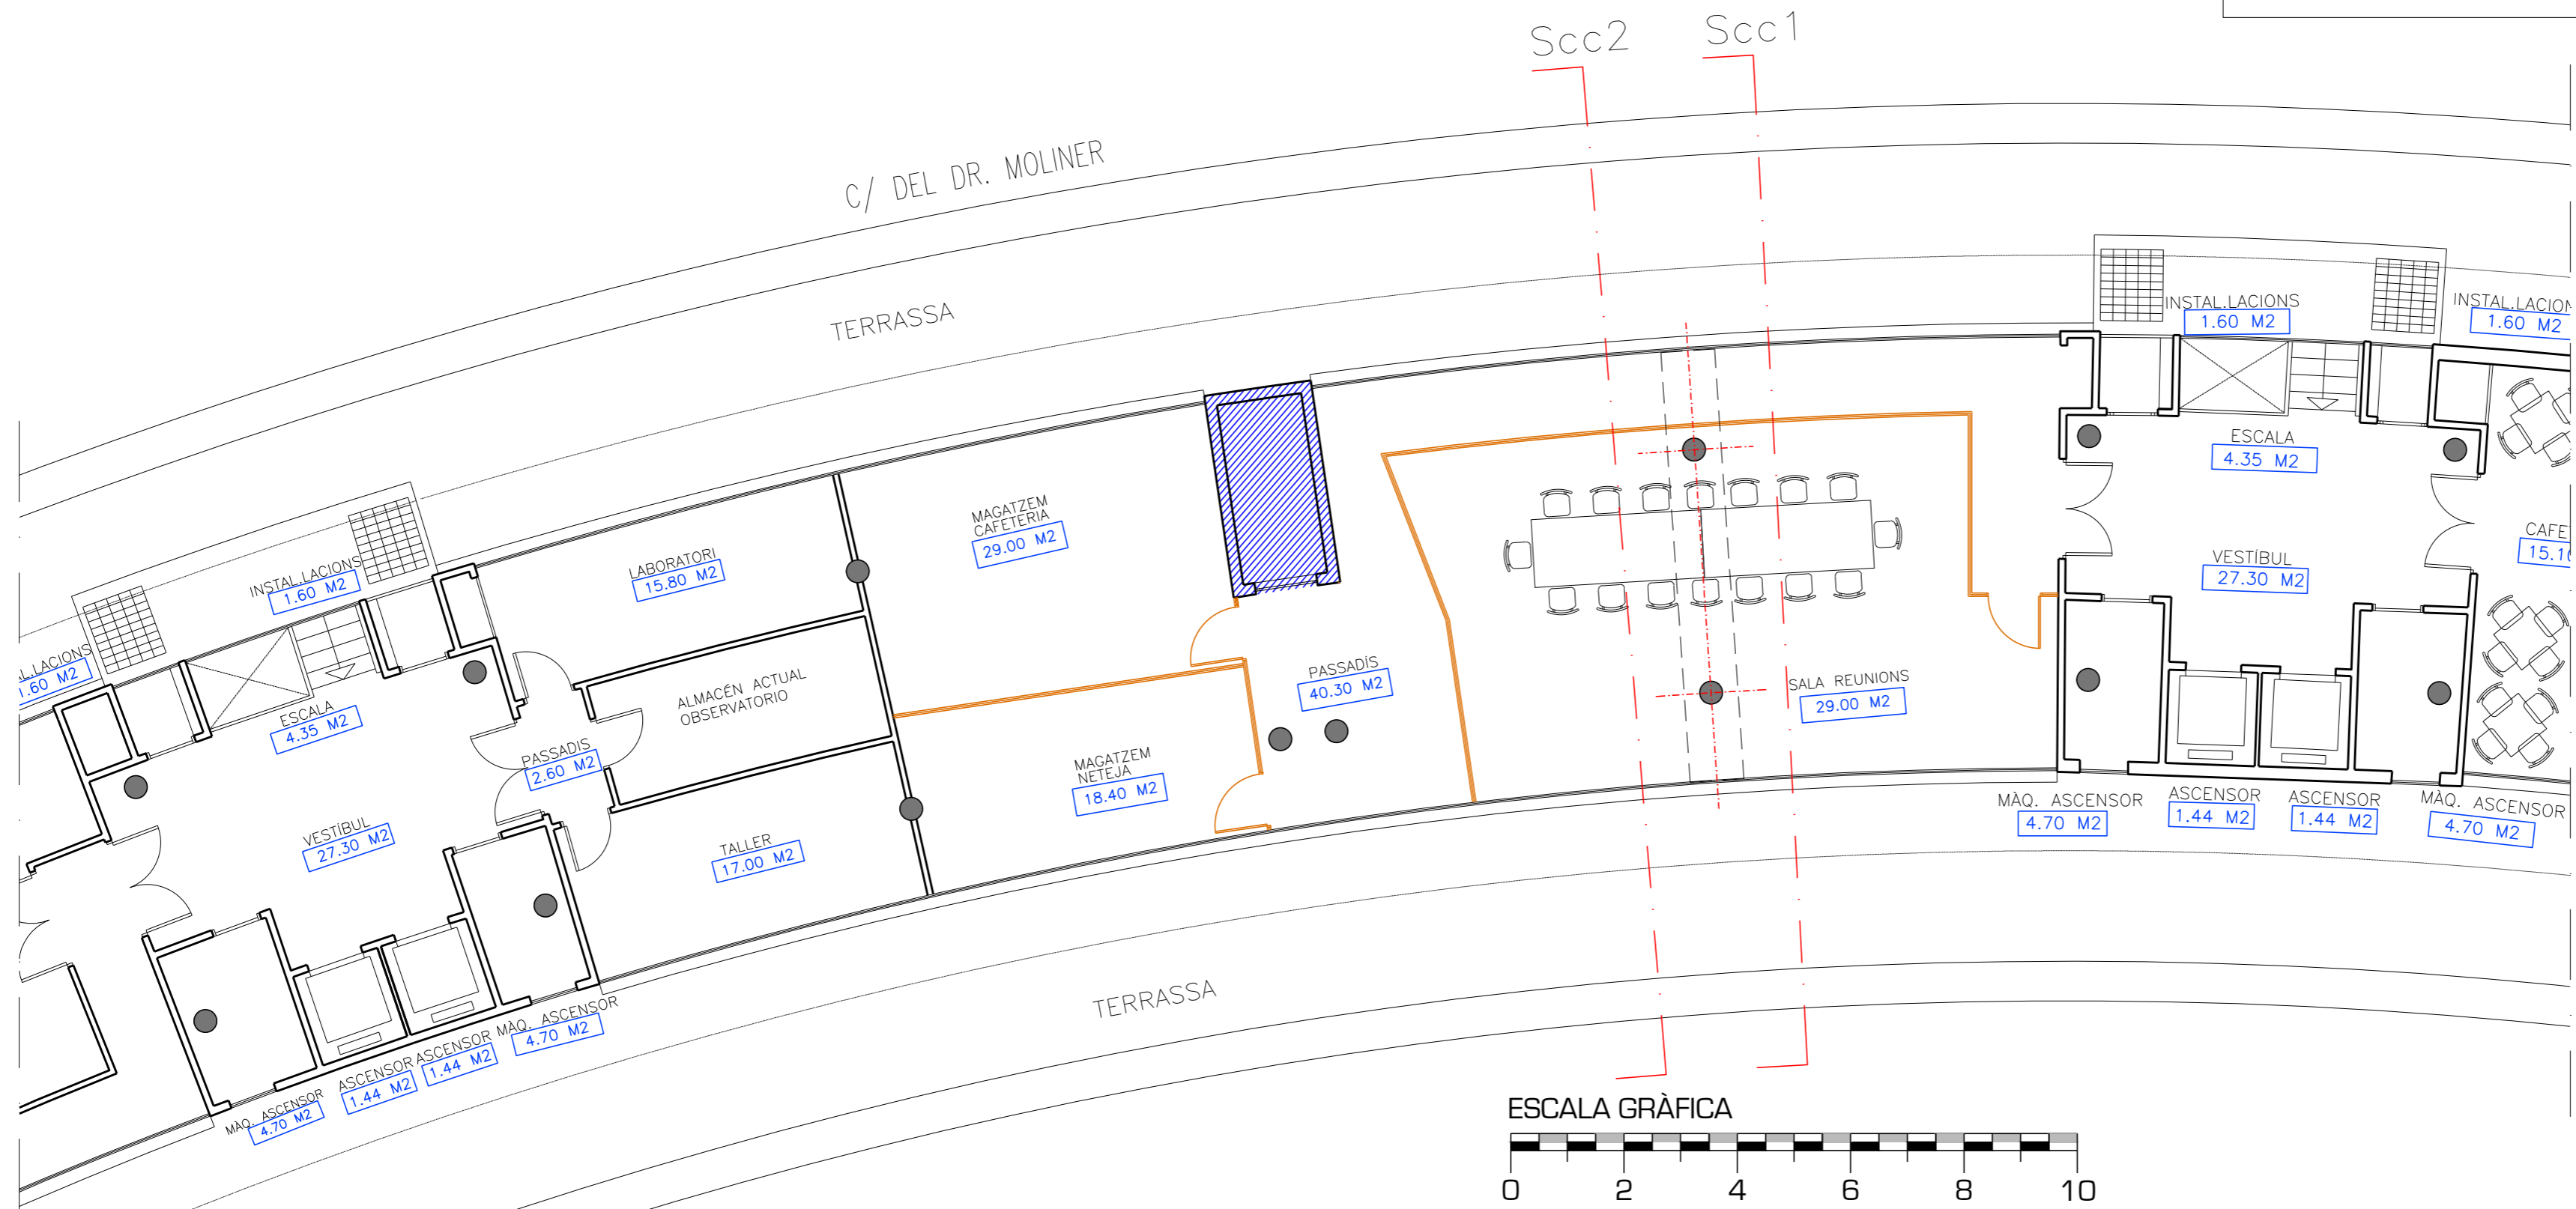 Scc2
Scc1
C/ DEL DR. MOLINER
TERRASSA
INSTAL.LACIONS
1.60 M2
INSTAL.LACION
1.60 M2
ESCALA
4.35 M2
VESTÍBUL
27.30 M2
CAFE
MAGATZEM
CAFETERIA
29.00 M2
LABORATORI
15.80 M2
INSTAL.LACIONS
1.60 M2
L.LACIONS
1.60 M2
ESCALA
4.35 M2
VESTÍBUL
27.30 M2
PASSADIS
2.60 M2
ALMACÉN ACTUAL
OBSERVATORIO
TALLER
17.00 M2
MAGATZEM
NETEJA
18.40 M2
PASSADÍS
40.30 M2
SALA REUNIONS
29.00 M2
MÀQ. ASCENSOR
4.70 M2
ASCENSOR
1.44 M2
ASCENSOR
1.44 M2
MÀQ. ASCENSOR
4.70 M2
MÀQ. ASCENSOR
4.70 M2
ASCENSOR
1.44 M2
ASCENSOR
1.44 M2
MÀQ. ASCENSOR
4.70 M2
TERRASSA
ESCALA GRÀFICA
0 2 4 6 8 10